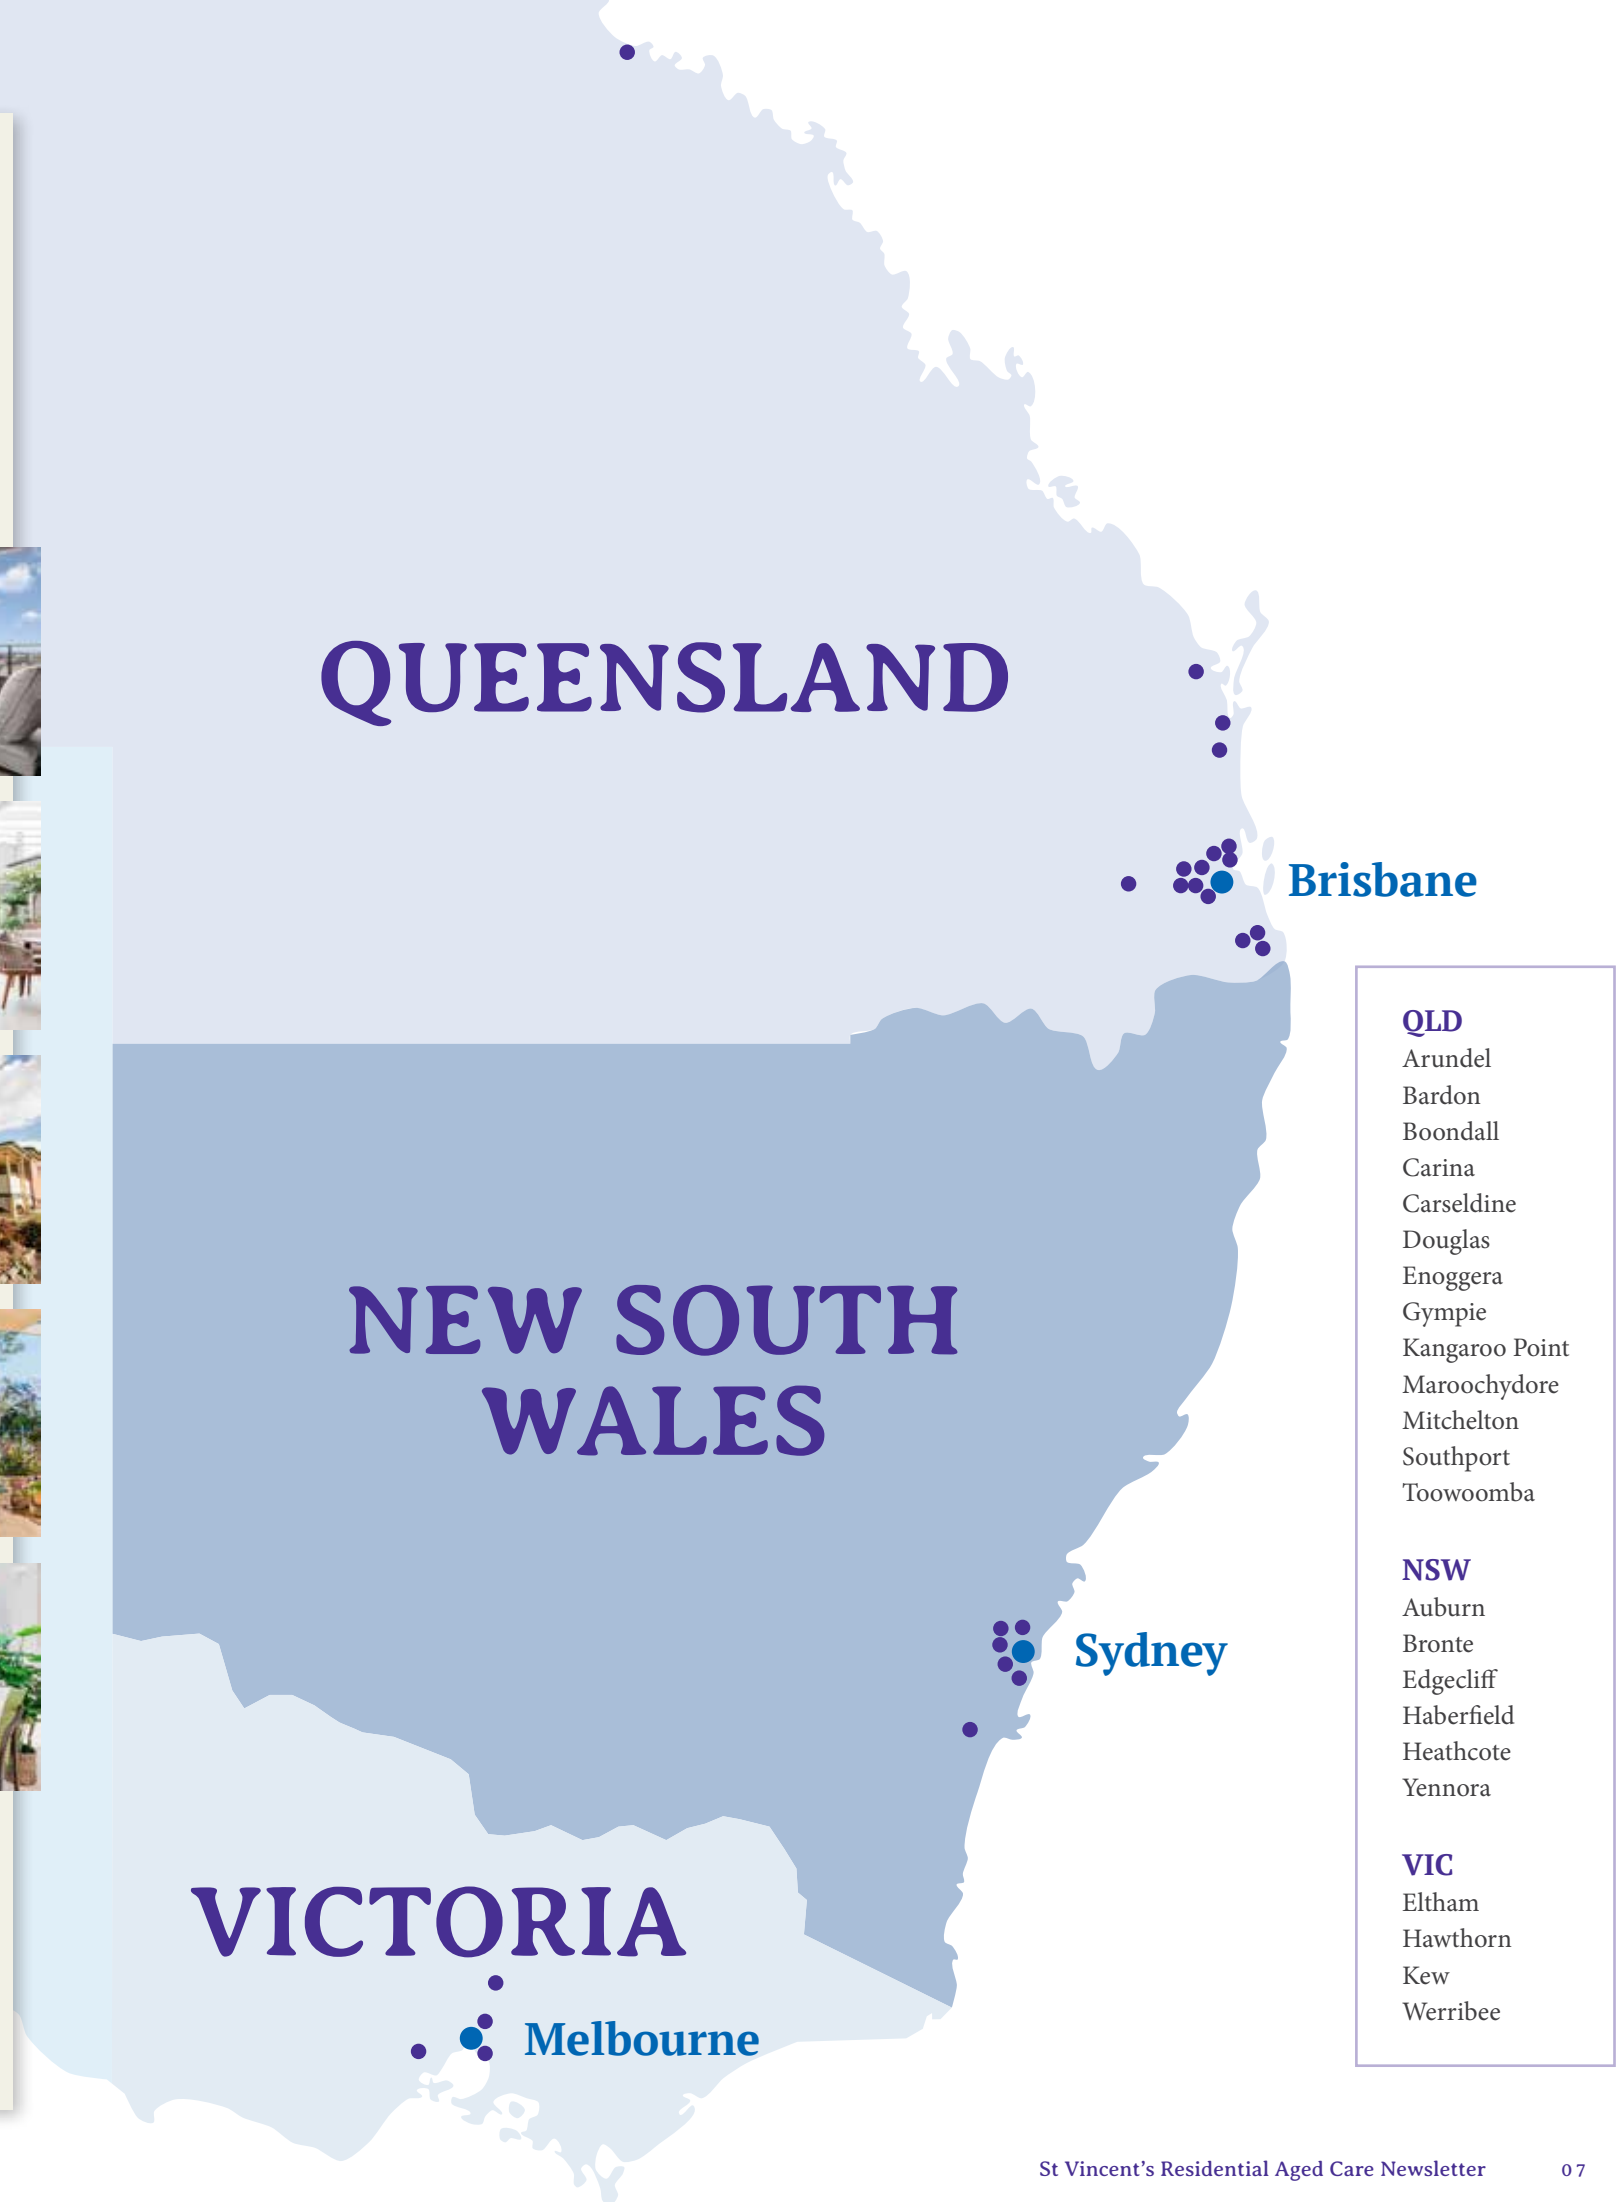 QUEENSLAND
Brisbane
NEW SOUTH
WALES
Sydney
VICTORIA
Melbourne
QLD
Arundel
Bardon
Boondall
Carina
Carseldine
Douglas
Enoggera
Gympie
Kangaroo Point
Maroochydore
Mitchelton
Southport
Toowoomba
NSW
Auburn
Bronte
Edgecliff
Haberfield
Heathcote
Yennora
VIC
Eltham
Hawthorn
Kew
Werribee
St Vincent's Residential Aged Care Newsletter 07